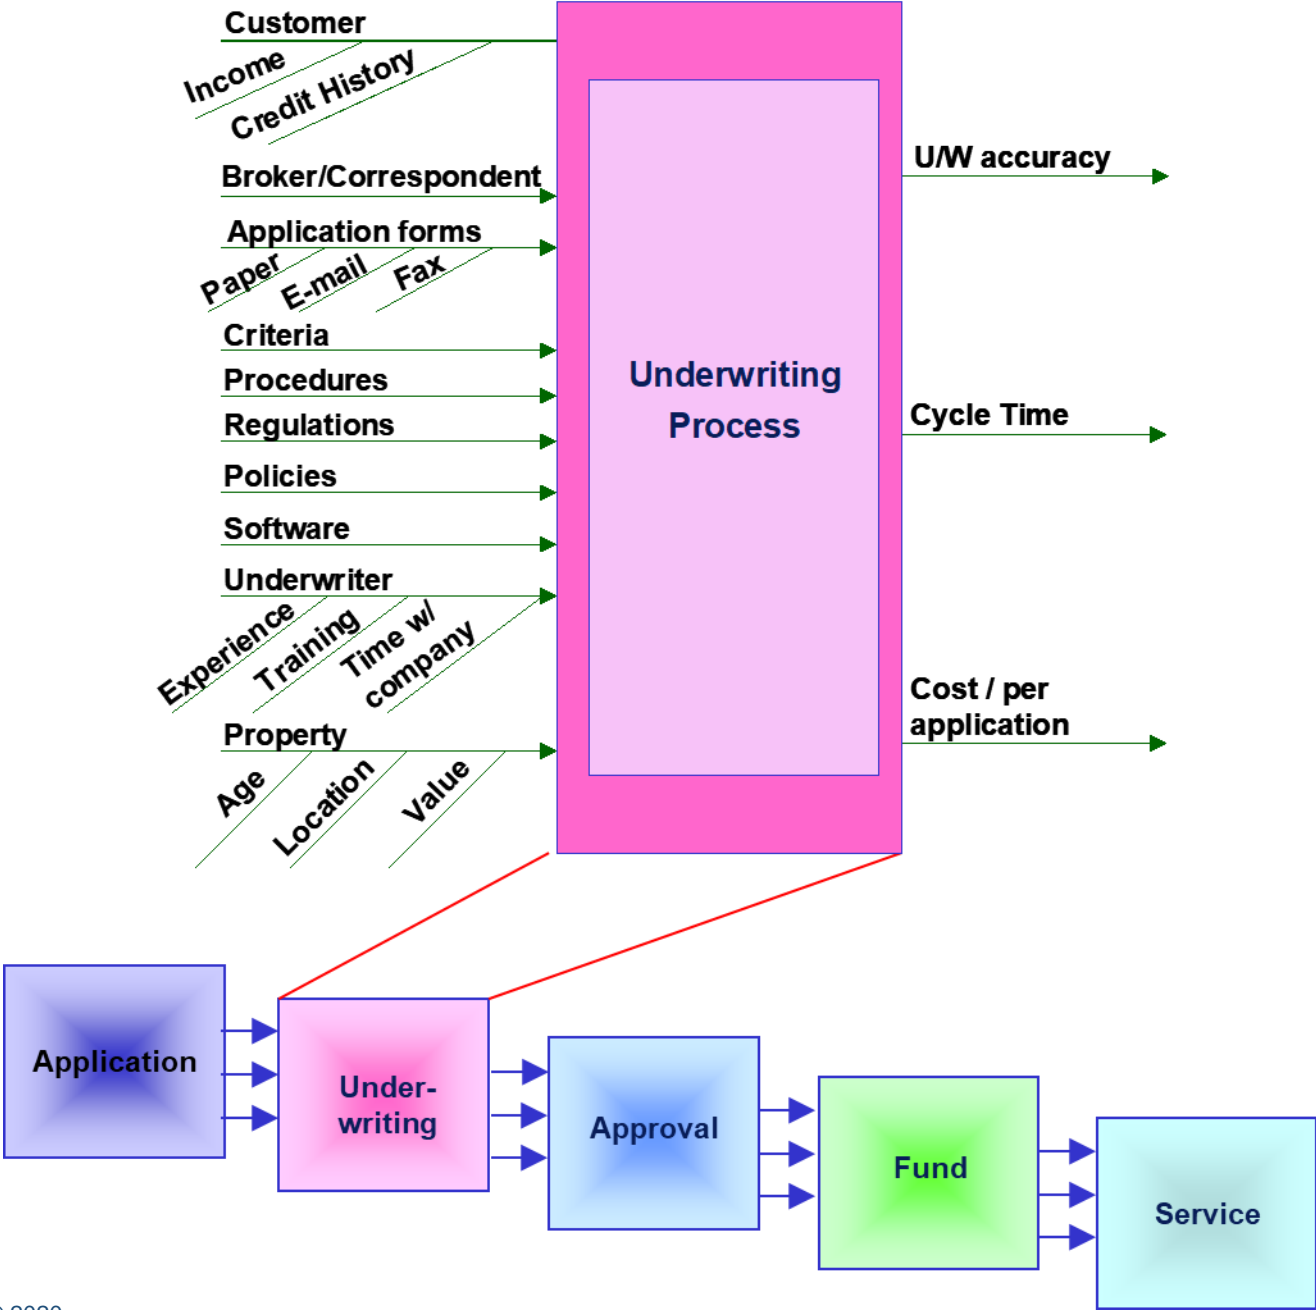 Customer
Income
Credit History
Broker/Correspondent
Application forms
Paper
E-mail
Fax
Criteria
Procedures
Regulations
Policies
Software
Underwriter
Experience
Training
Time w/
company
Property
Age
Location
Value
Underwriting
Process
U/W accuracy
Cycle Time
Cost / per
application
Application
Under-
writing
Approval
Fund
Service